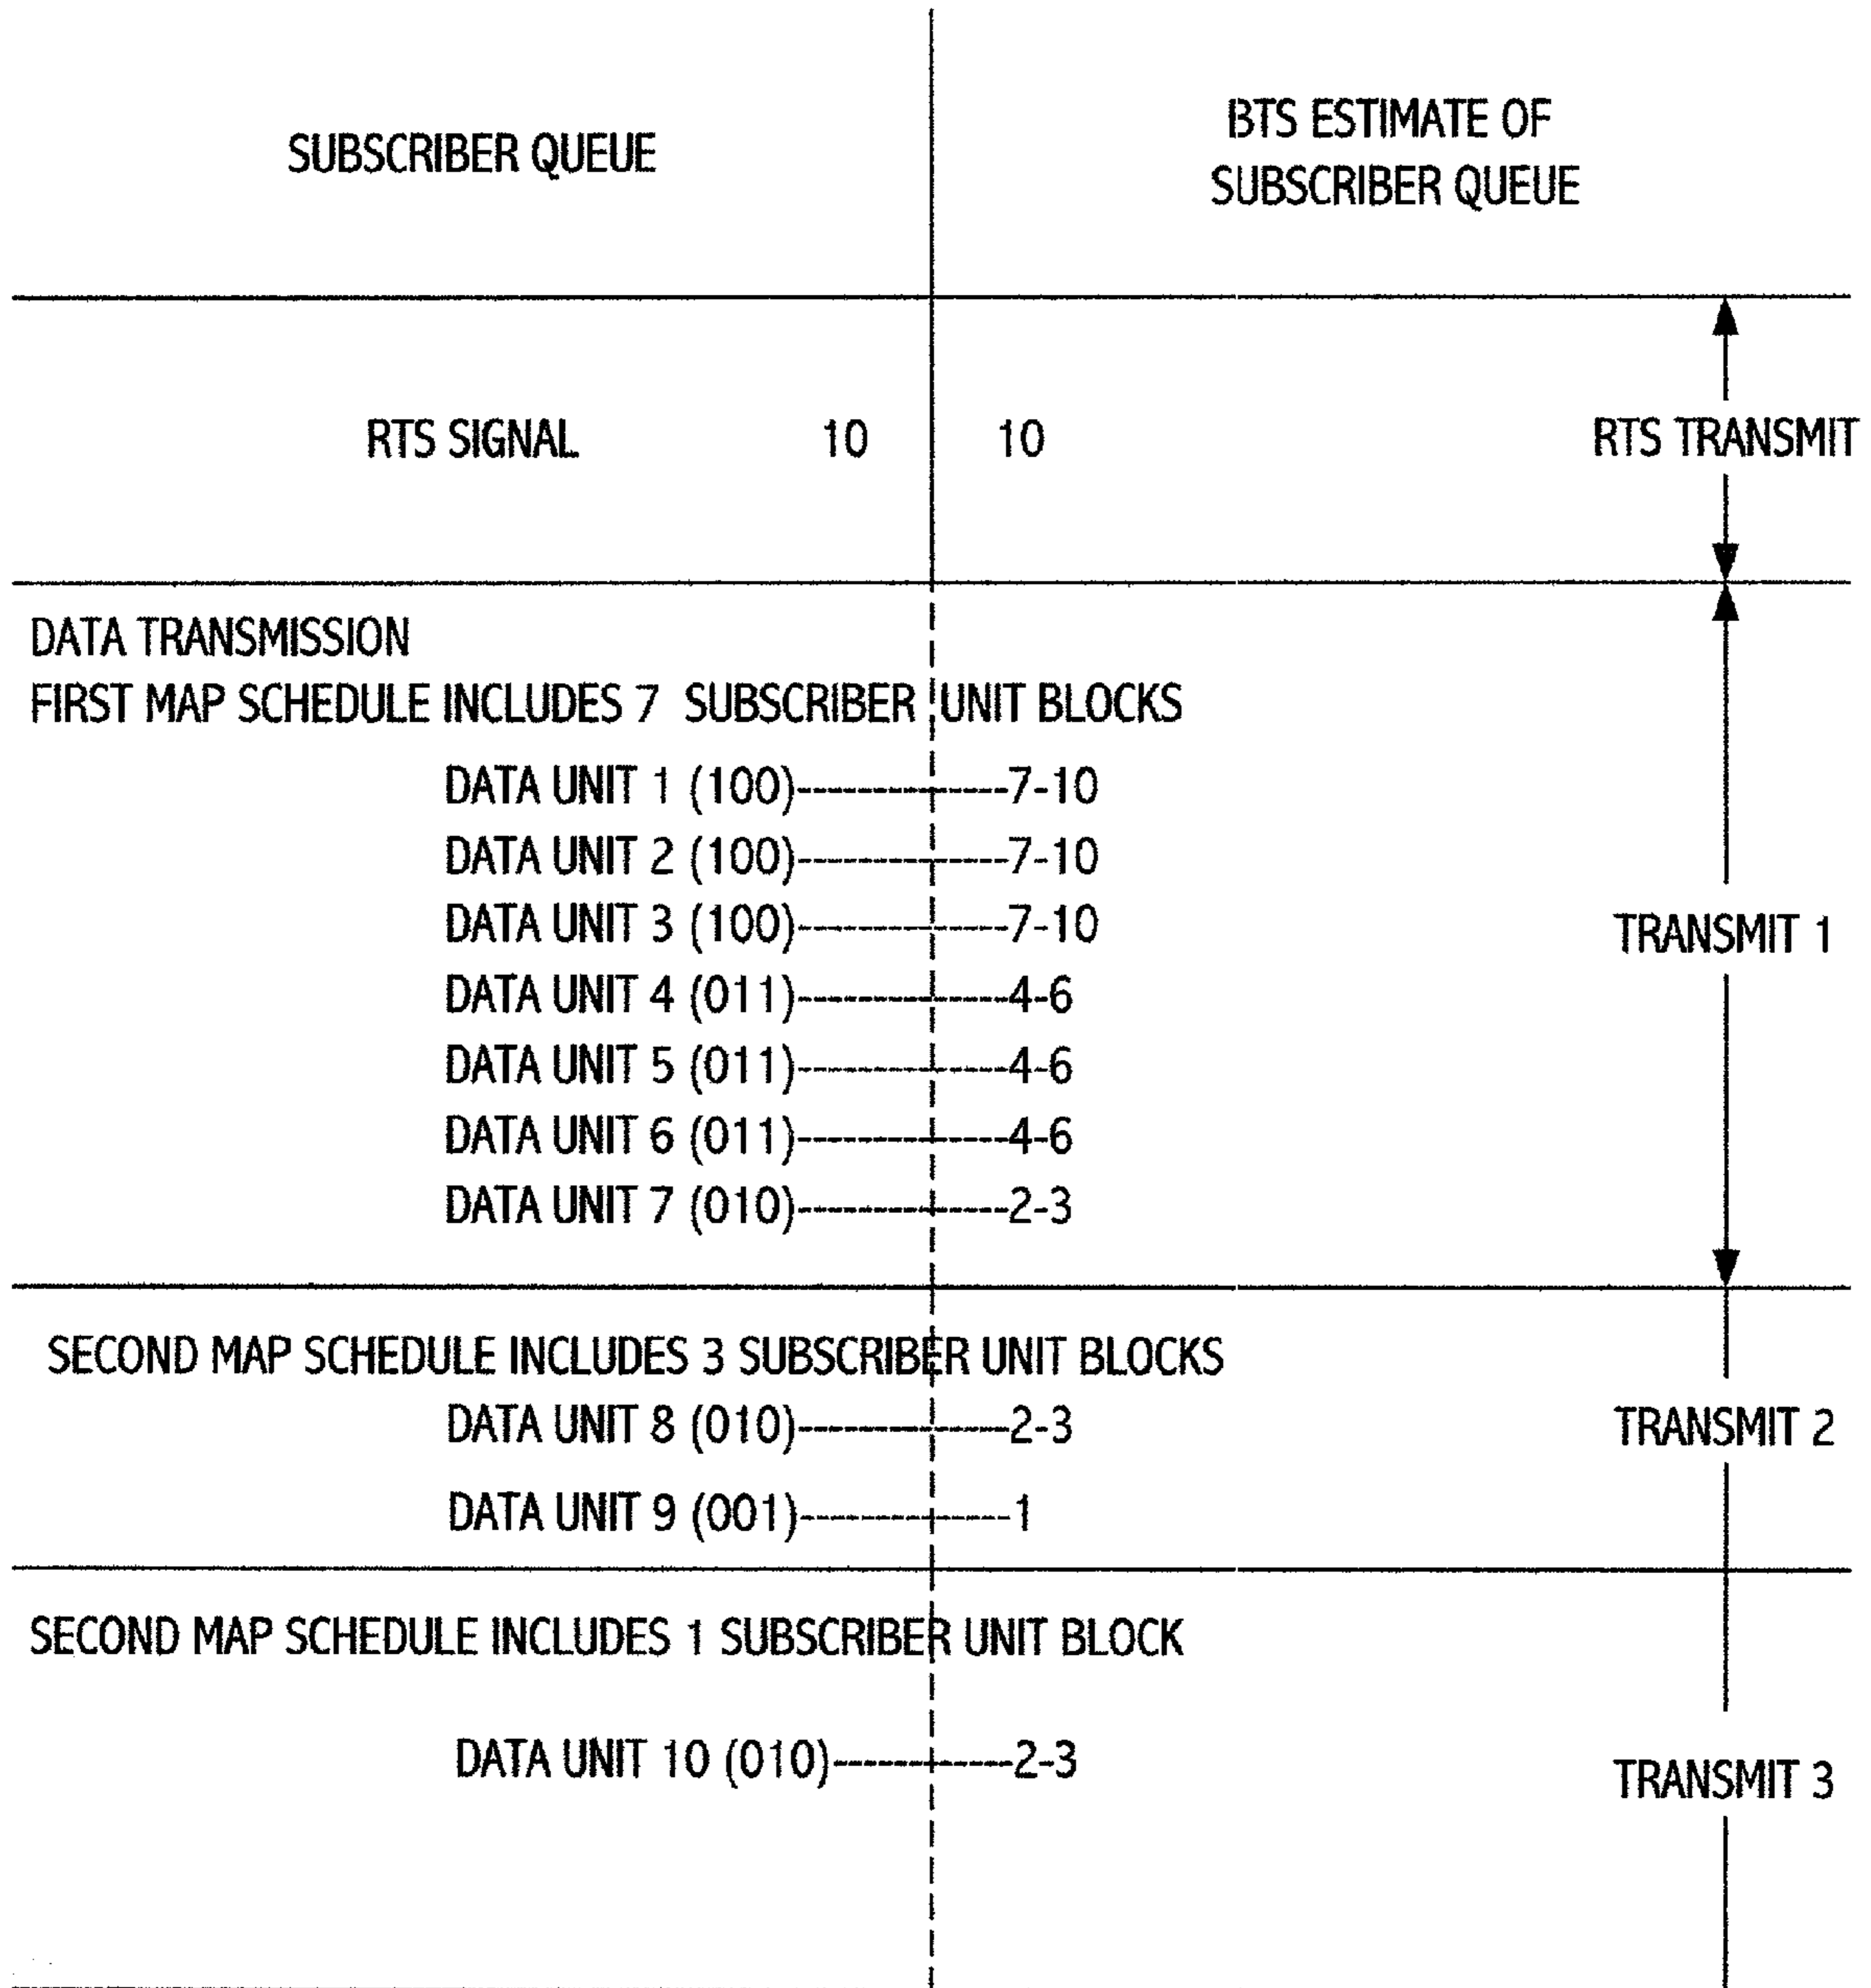 SUBSCRIBER QUEUE
BTS ESTIMATE OF
SUBSCRIBER QUEUE
RTS SIGNAL 10 10 RTS TRANSMIT
DATA TRANSMISSION
FIRST MAP SCHEDULE INCLUDES 7 SUBSCRIBER UNIT BLOCKS
DATA UNIT 1 (100) 7-10
DATA UNIT 2 (100) 7-10
DATA UNIT 3 (100) 7-10
TRANSMIT 1
DATA UNIT 4 (011) 4-6
DATA UNIT 5 (011) 4-6
DATA UNIT 6 (011) 4-6
DATA UNIT 7 (010) 2-3
SECOND MAP SCHEDULE INCLUDES 3 SUBSCRIBER UNIT BLOCKS
DATA UNIT 8 (010) 2-3
TRANSMIT 2
DATA UNIT 9 (001) 1
SECOND MAP SCHEDULE INCLUDES 1 SUBSCRIBER UNIT BLOCK
DATA UNIT 10 (010) 2-3
TRANSMIT 3